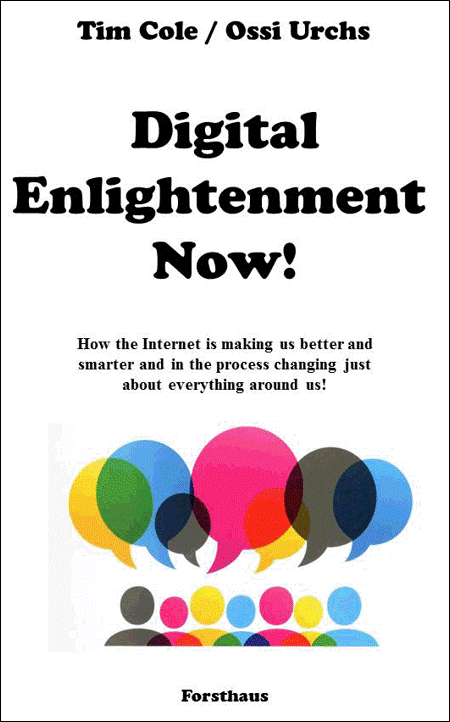 Tim Cole / Ossi Urchs
Digital
Enlightenment
Now!
How the Internet is making us better and
smarter and in the process changing just
about everything around us!
Forsthaus